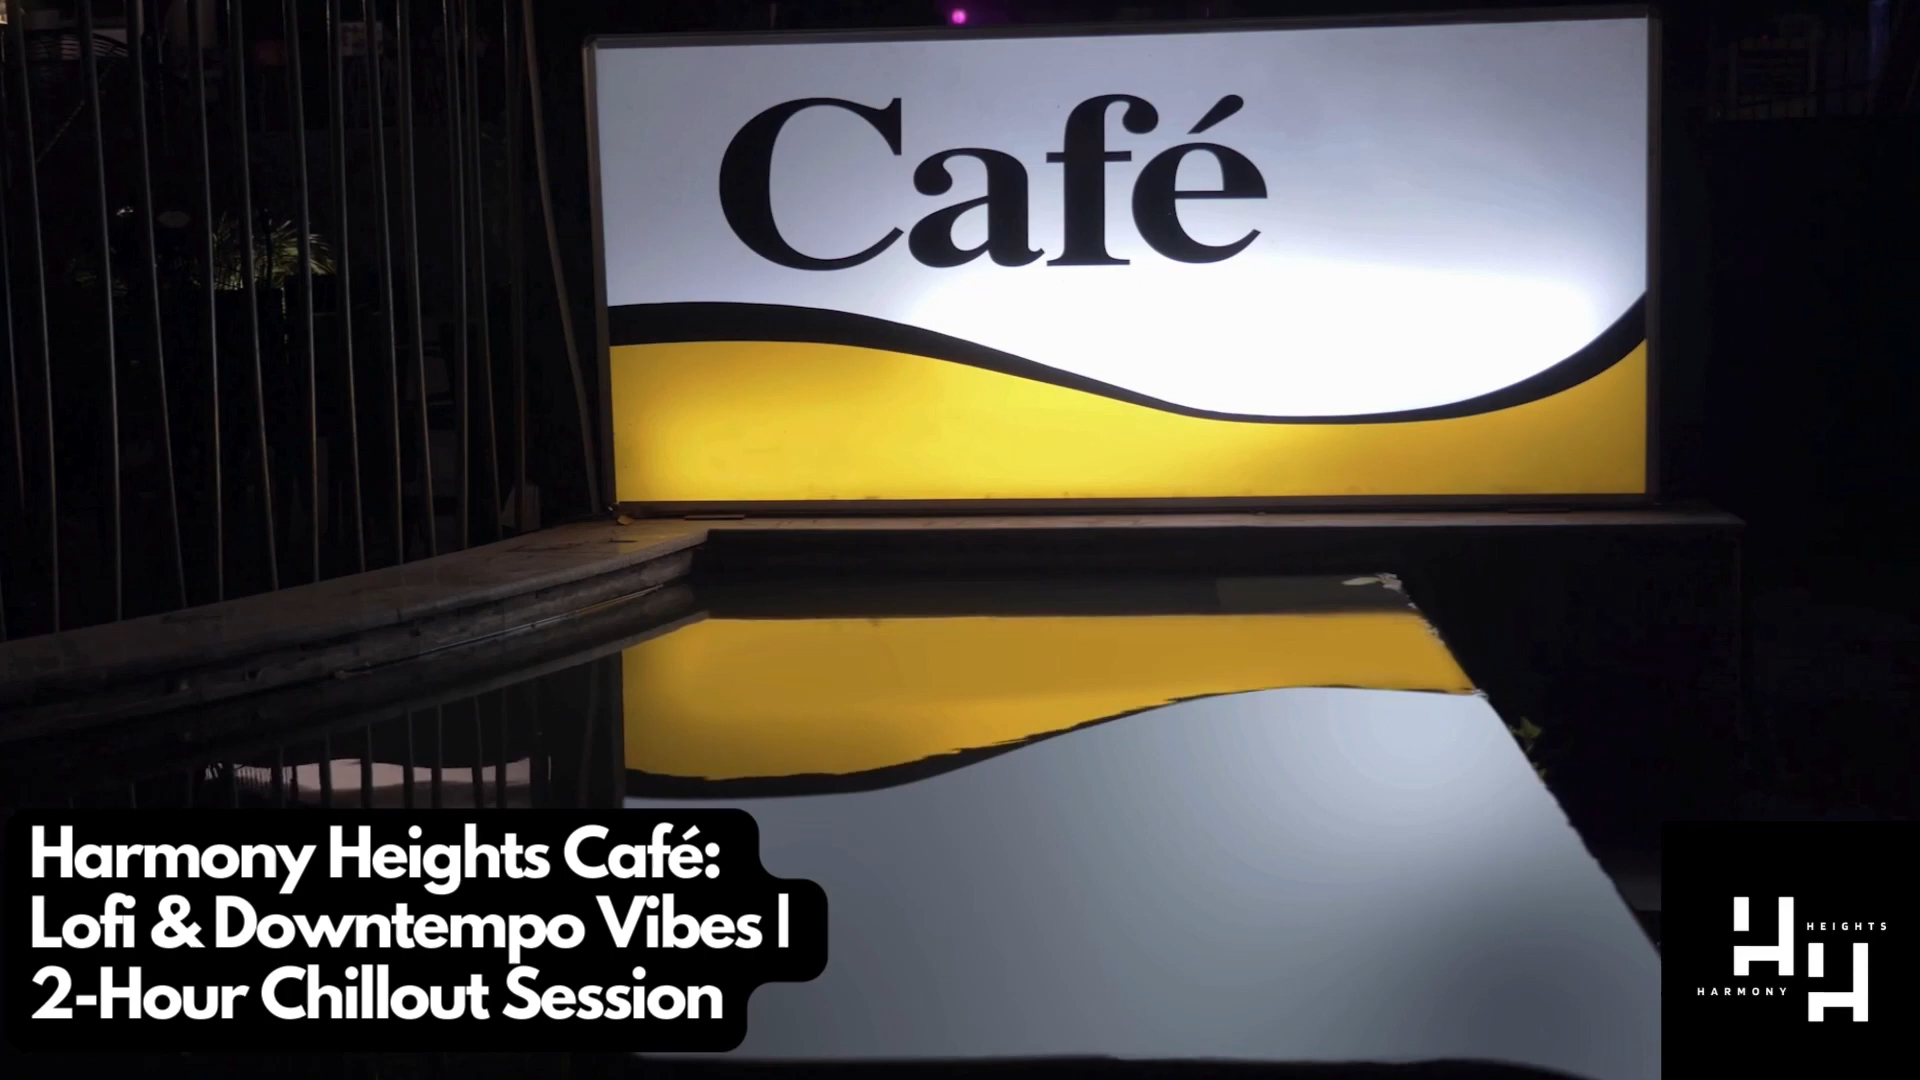 Café
Harmony Heights Café:
Lofi & Downtempo Vibes |
2-Hour Chillout Session
HEIGHTS
HARMONY